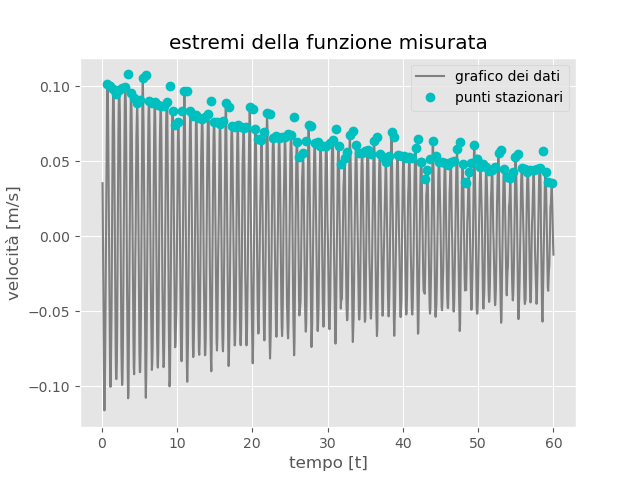 estremi della funzione misurata
grafico dei dati
punti stazionari
velocità [m/s]
0.10
0.05
0.00
−0.05
−0.10
0 10 20 30 40 50 60
tempo [t]